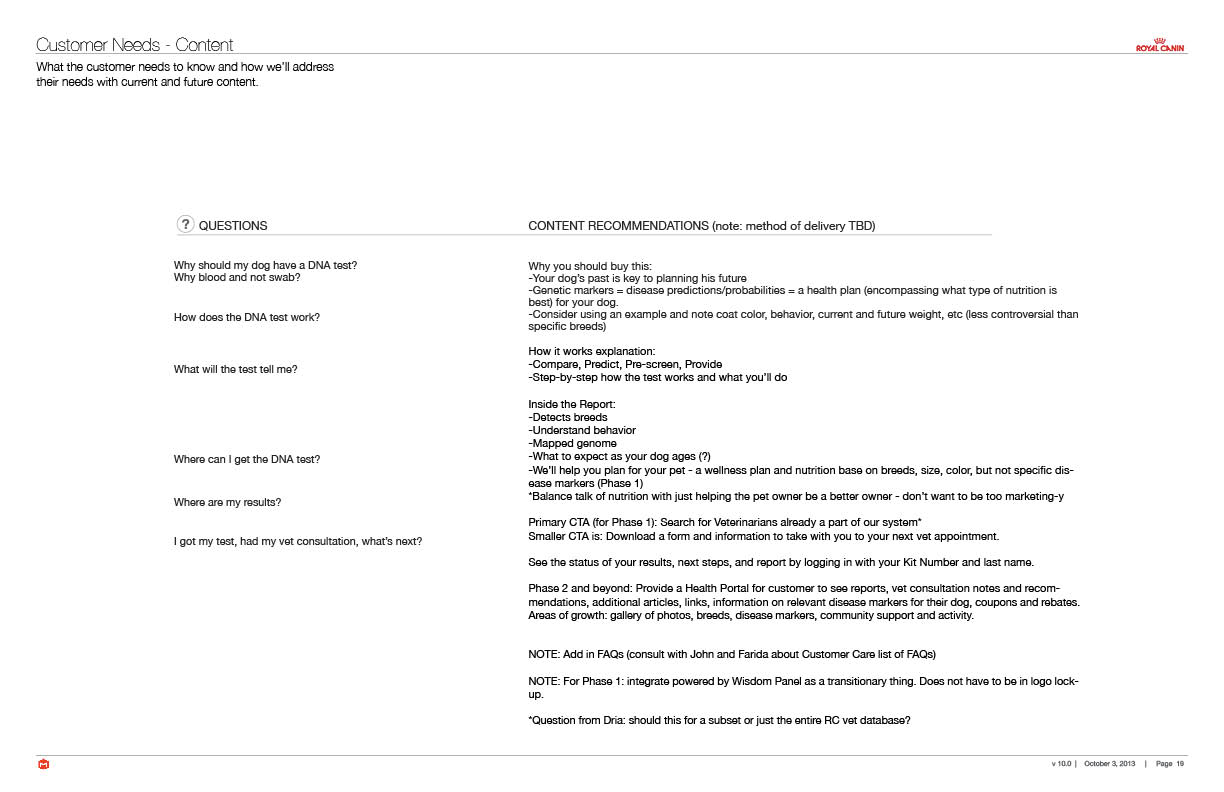 Customer Needs - Content
ROYAL CANIN
What the customer needs to know and how we'll address
their needs with current and future content.
? QUESTIONS
CONTENT RECOMMENDATIONS (note: method of delivery TBD)
Why should my dog have a DNA test?
Why blood and not swab?
How does the DNA test work?
What will the test tell me?
Where can I get the DNA test?
Where are my results?
I got my test, had my vet consultation, what's next?
Why you should buy this:
-Your dog's past is key to planning his future
-Genetic markers = disease predictions/probabilities = a health plan (encompassing what type of nutrition is
best) for your dog.
-Consider using an example and note coat color, behavior, current and future weight, etc (less controversial than
specific breeds)
How it works explanation:
-Compare, Predict, Pre-screen, Provide
-Step-by-step how the test works and what you'll do
Inside the Report:
-Detects breeds
-Understand behavior
-Mapped genome
-What to expect as your dog ages (?)
-We'll help you plan for your pet - a wellness plan and nutrition base on breeds, size, color, but not specific dis-
ease markers (Phase 1)
*Balance talk of nutrition with just helping the pet owner be a better owner - don't want to be too marketing-y
Primary CTA (for Phase 1): Search for Veterinarians already a part of our system*
Smaller CTA is: Download a form and information to take with you to your next vet appointment.
See the status of your results, next steps, and report by logging in with your Kit Number and last name.
Phase 2 and beyond: Provide a Health Portal for customer to see reports, vet consultation notes and recom-
mendations, additional articles, links, information on relevant disease markers for their dog, coupons and rebates.
Areas of growth: gallery of photos, breeds, disease markers, community support and activity.
NOTE: Add in FAQs (consult with John and Farida about Customer Care list of FAQs)
NOTE: For Phase 1: integrate powered by Wisdom Panel as a transitionary thing. Does not have to be in logo lock-
up.
*Question from Dria: should this for a subset or just the entire RC vet database?
v 10.0 | October 3, 2013 | Page 19